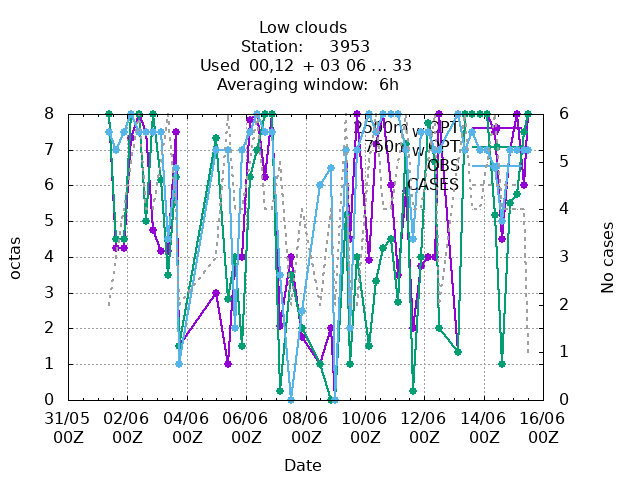 Low clouds
Station: 3953
Used 00,12 + 03 06 ... 33
Averaging window: 6h
8
7
6
5
4
3
2
1
0
octas
6
5
4
3
2
1
0
No cases
2500m w_OPT
750m w_OPT
OBS
CASES
31/05 02/06 04/06 06/06 08/06 10/06 12/06 14/06 16/06
00Z 00Z 00Z 00Z 00Z 00Z 00Z 00Z 00Z
Date